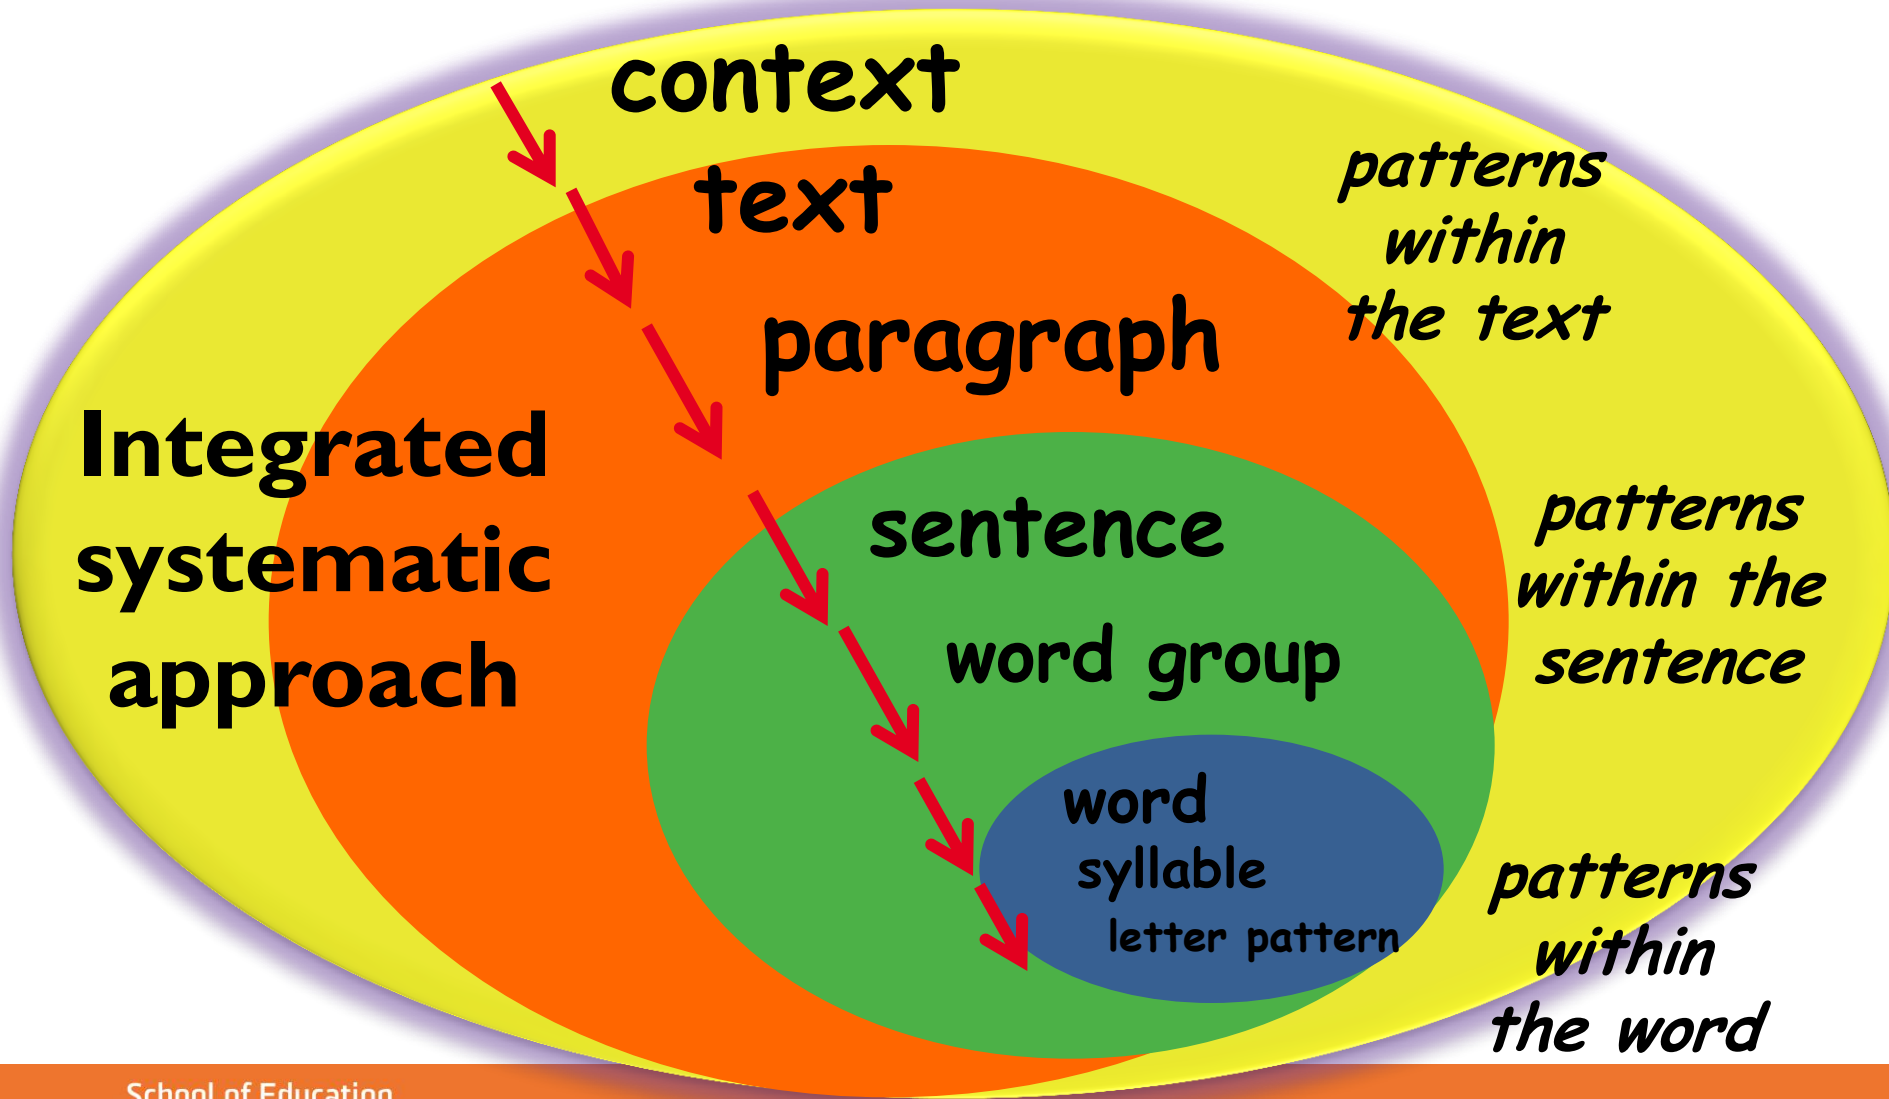 context
text
paragraph
Integrated
systematic
approach
sentence
word group
word
syllable
letter pattern
patterns
within
the text
patterns
within the
sentence
patterns
within
the word
School of Education